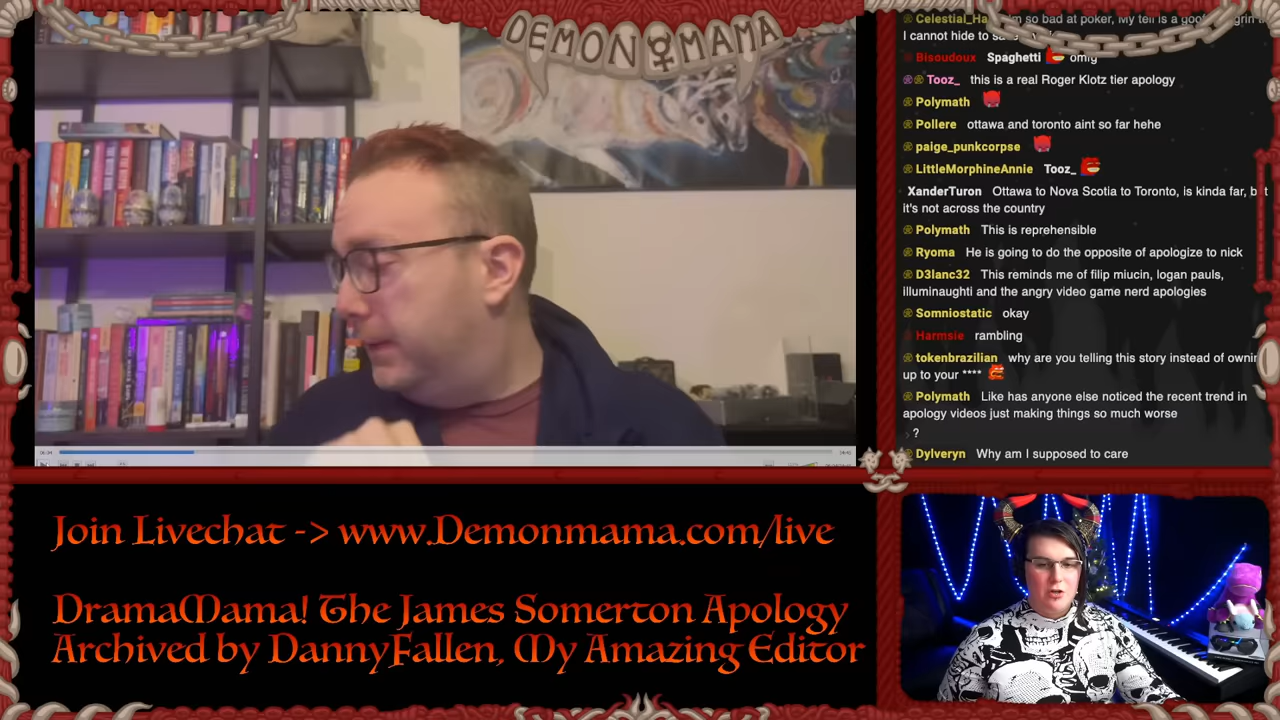 DEMON MAMA
Celestial_Ha
I cannot hide to
Bisoudoux Spaghetti omfg
Tooz_ this is a real Roger Klotz tier apology
Polymath
Pollere ottawa and toronto aint so far hehe
paige_punkcorpse
LittleMorphineAnnie Tooz_
XanderTuron Ottawa to Nova Scotia to Toronto, is kinda far, but
it's not across the country
Polymath This is reprehensible
Ryoma He is going to do the opposite of apologize to nick
D3lanc32 This reminds me of filip miucin, logan pauls,
illuminaughti and the angry video game nerd apologies
Somniostatic okay
Harmsie rambling
tokenbrazilian why are you telling this story instead of ownin
up to your ****
Polymath Like has anyone else noticed the recent trend in
apology videos just making things so much worse
?
Dylveryn Why am I supposed to care
Join Livechat -> www.Demonmama.com/live
DramaMama! The James Somerton Apology
Archived by DannyFallen, My Amazing Editor